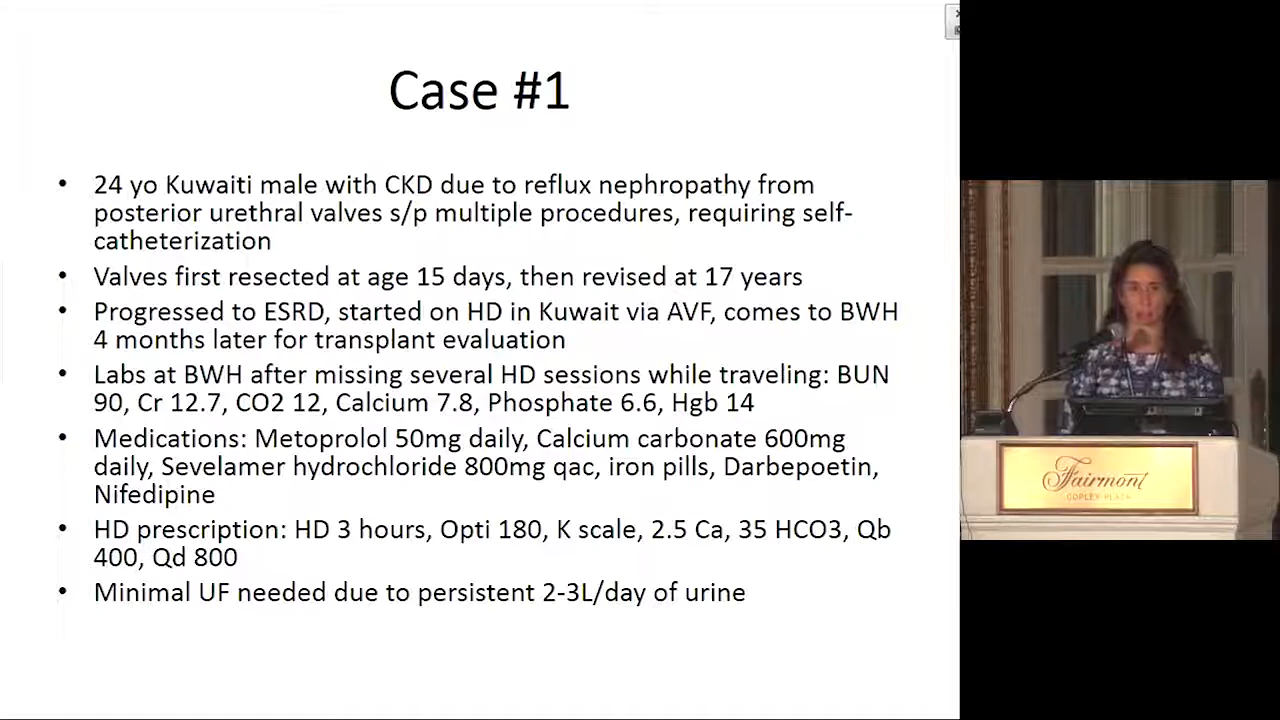 Case #1
• 24 yo Kuwaiti male with CKD due to reflux nephropathy from
posterior urethral valves s/p multiple procedures, requiring self-
catheterization
• Valves first resected at age 15 days, then revised at 17 years
• Progressed to ESRD, started on HD in Kuwait via AVF, comes to BWH
4 months later for transplant evaluation
• Labs at BWH after missing several HD sessions while traveling: BUN
90, Cr 12.7, CO2 12, Calcium 7.8, Phosphate 6.6, Hgb 14
• Medications: Metoprolol 50mg daily, Calcium carbonate 600mg
daily, Sevelamer hydrochloride 800mg qac, iron pills, Darbepoetin,
Nifedipine
• HD prescription: HD 3 hours, Opti 180, K scale, 2.5 Ca, 35 HCO3, Qb
400, Qd 800
• Minimal UF needed due to persistent 2-3L/day of urine
Fairmont
COPLEY PLAZA